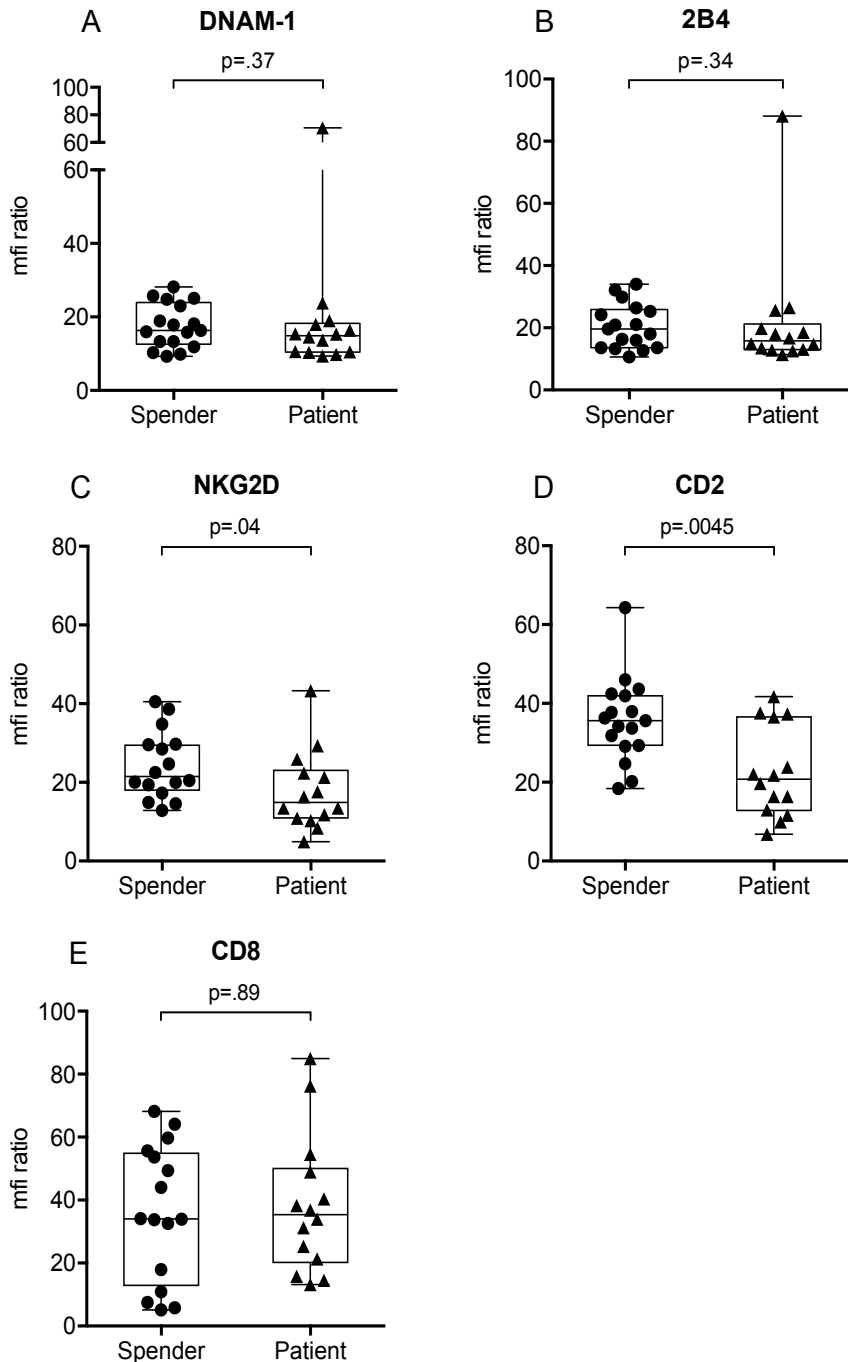 A DNAM-1
p=.37
100
80
60
60
40
20
0
mfi ratio
Spender Patient
B 2B4
p=.34
100
80
60
40
20
0
mfi ratio
Spender Patient
C NKG2D
p=.04
80
60
40
20
0
mfi ratio
Spender Patient
D CD2
p=.0045
80
60
40
20
0
mfi ratio
Spender Patient
E CD8
p=.89
100
80
60
40
20
0
mfi ratio
Spender Patient